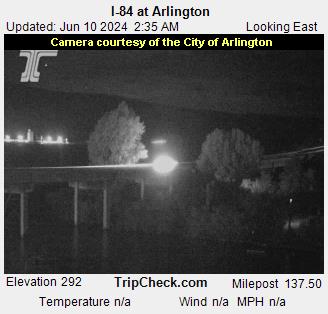 I-84 at Arlington
Updated: Jun 10 2024 2:35 AM Looking East
Camera courtesy of the City of Arlington
Elevation 292 TripCheck.com Milepost 137.50
Temperature n/a Wind n/a MPH n/a